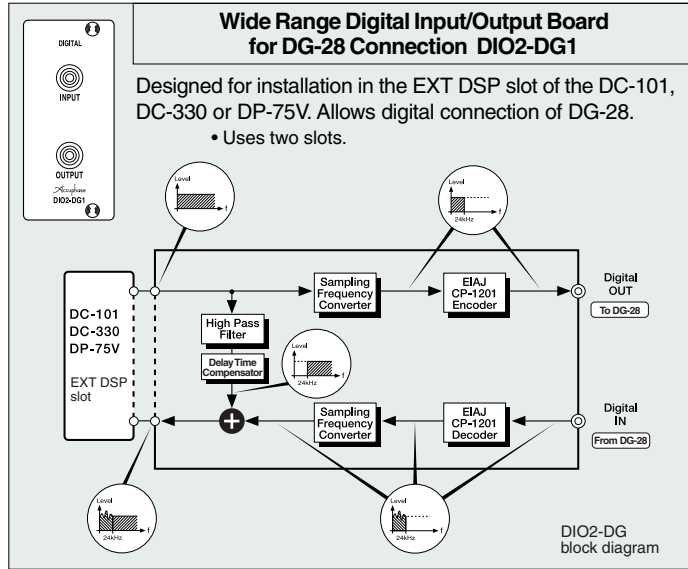 DIGITAL
INPUT
OUTPUT
Accuphase
DIO2-DG1
Wide Range Digital Input/Output Board
for DG-28 Connection DIO2-DG1
Designed for installation in the EXT DSP slot of the DC-101,
DC-330 or DP-75V. Allows digital connection of DG-28.
• Uses two slots.
Level
f
Level
24kHz
f
DC-101
DC-330
DP-75V
EXT DSP
slot
Sampling
Frequency
Converter
EIAJ
CP-1201
Encoder
Digital
OUT
To DG-28
High Pass
Filter
Delay Time
Compensator
Level
24kHz
f
+
Sampling
Frequency
Converter
EIAJ
CP-1201
Decoder
Digital
IN
From DG-28
Level
24kHz
f
Level
24kHz
f
DIO2-DG
block diagram